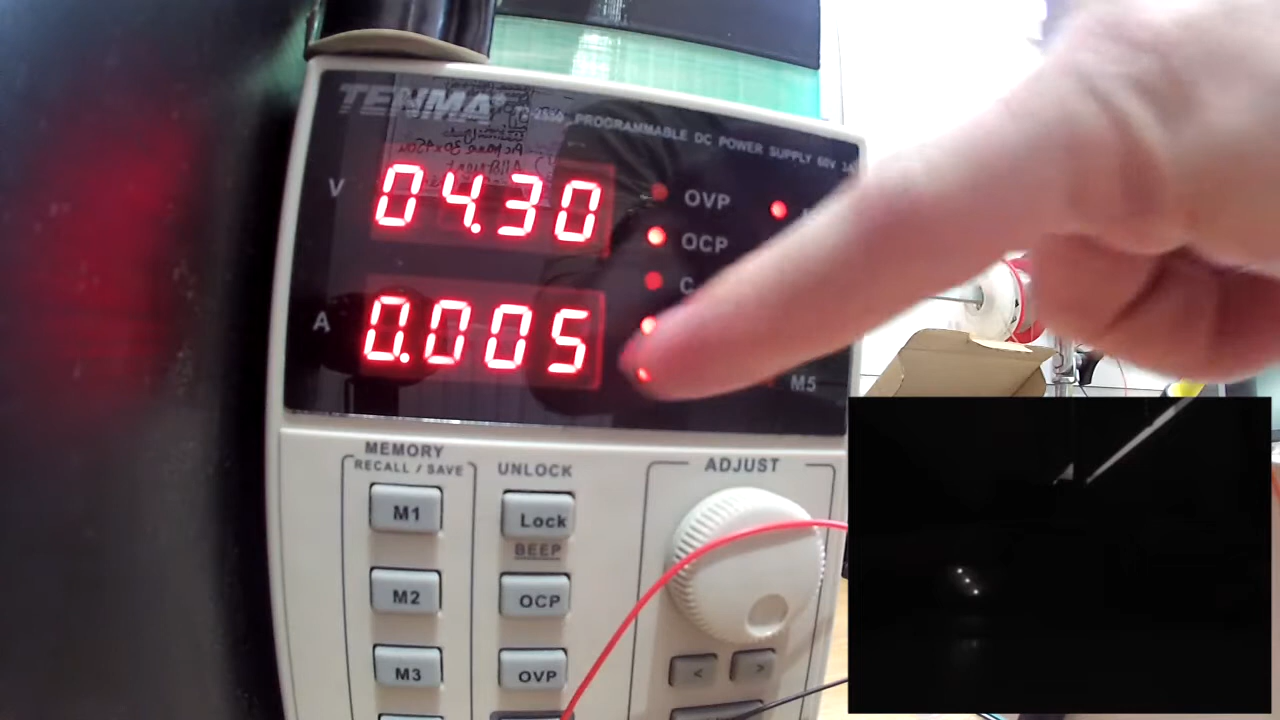 TENMA
PROGRAMMABLE DC POWER SUPPLY 60V
V
04.30
OVP
OCP
C
A
0.005
M5
MEMORY
RECALL / SAVE
UNLOCK
ADJUST
M1
Lock
BEEP
M2
OCP
M3
OVP
<
>